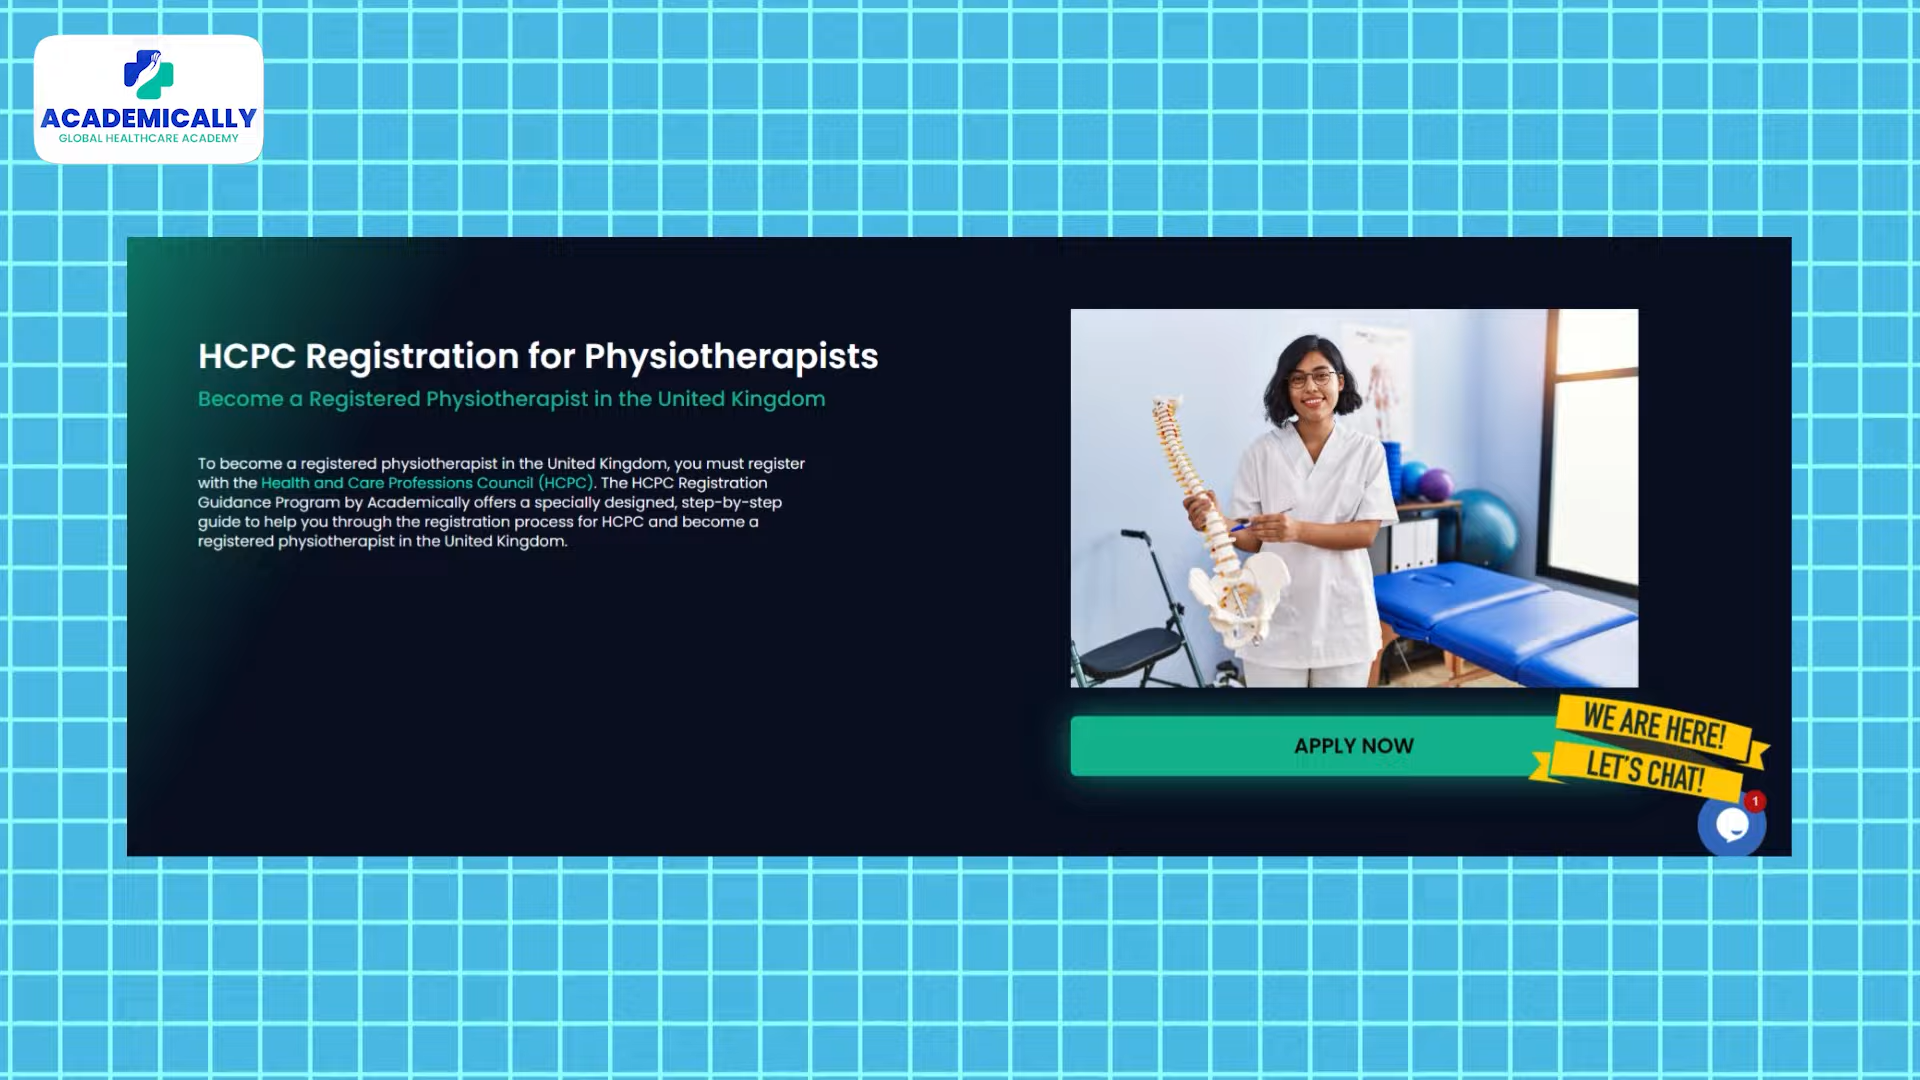 ACADEMICALLY
GLOBAL HEALTHCARE ACADEMY
HCPC Registration for Physiotherapists
Become a Registered Physiotherapist in the United Kingdom
To become a registered physiotherapist in the United Kingdom, you must register
with the Health and Care Professions Council (HCPC). The HCPC Registration
Guidance Program by Academically offers a specially designed, step-by-step
guide to help you through the registration process for HCPC and become a
registered physiotherapist in the United Kingdom.
APPLY NOW
WE ARE HERE!
LET'S CHAT!
1